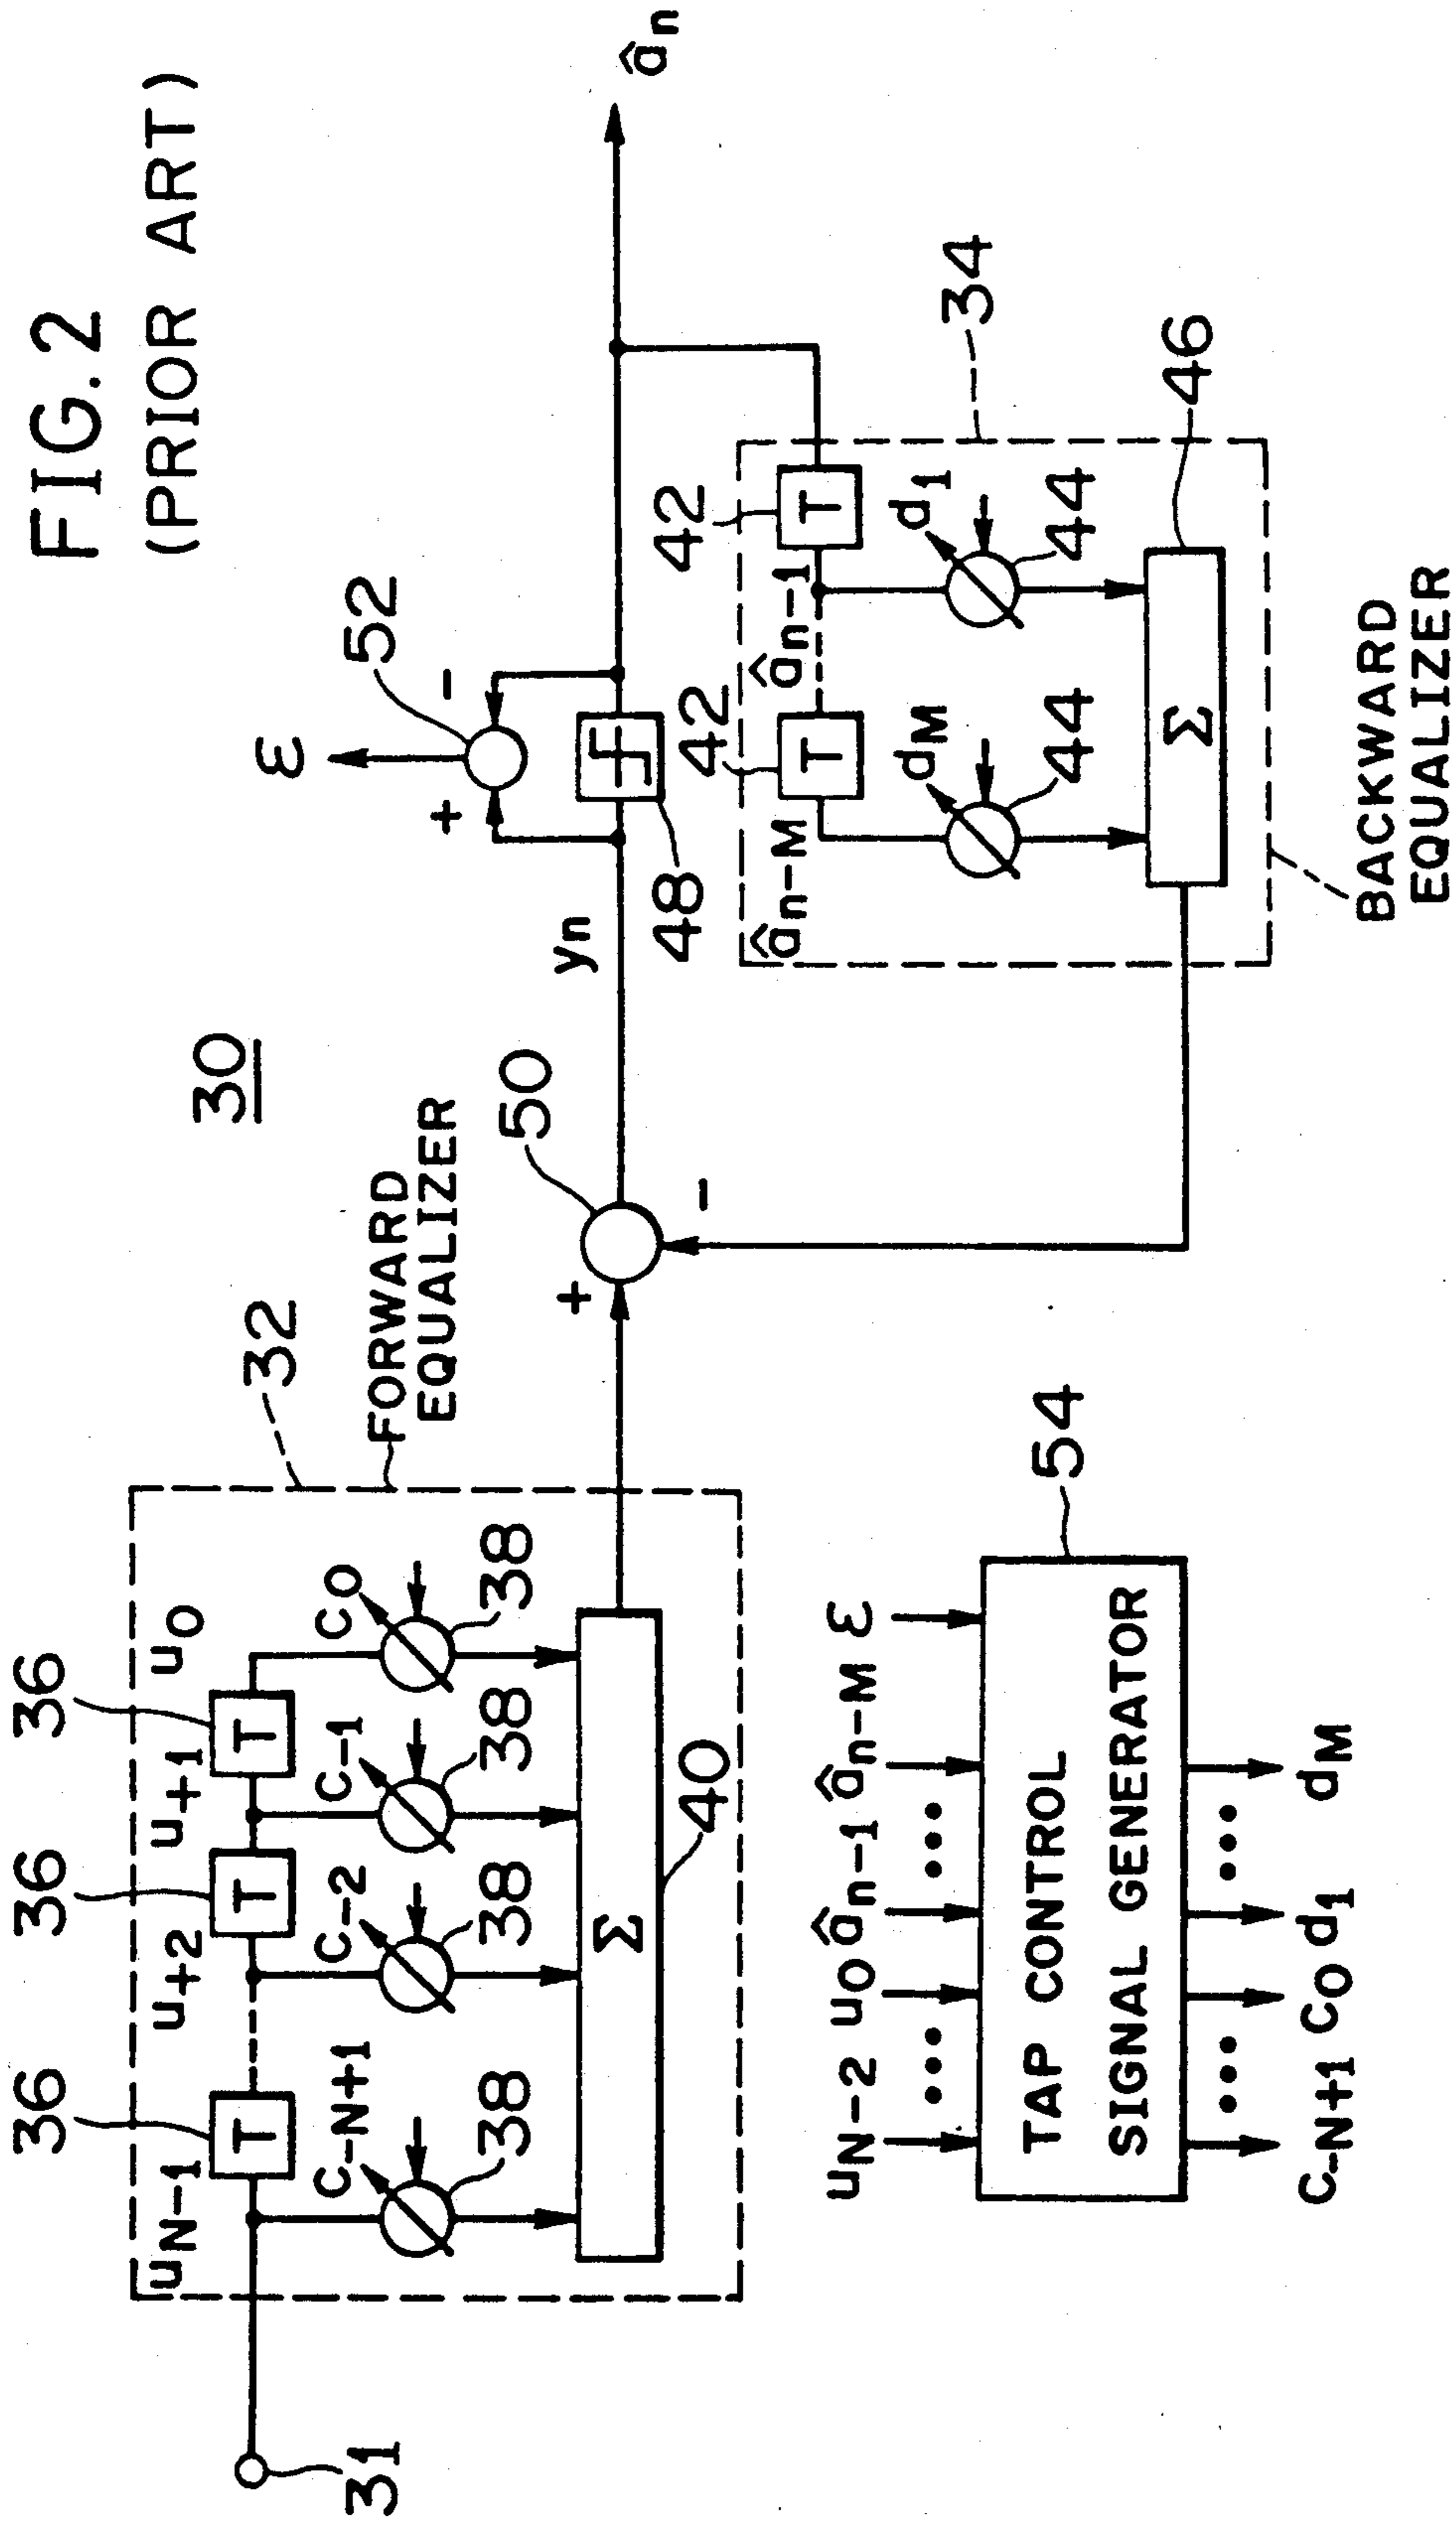 FIG.2
(PRIOR ART)
30
32
FORWARD
EQUALIZER
36
36
36
uN-1
u+2
u+1
u0
T
T
T
C-N+1
C-2
C-1
C0
38
38
38
38
Σ
40
31
50
+
-
yn
ε
52
+
-
48
ân
34
42
42
T
T
ân-M
ân-1
dM
d1
44
44
Σ
46
BACKWARD
EQUALIZER
54
uN-2 ••• u0 ân-1 ••• ân-M ε
TAP CONTROL
SIGNAL GENERATOR
C-N+1 ••• C0 d1 ••• dM